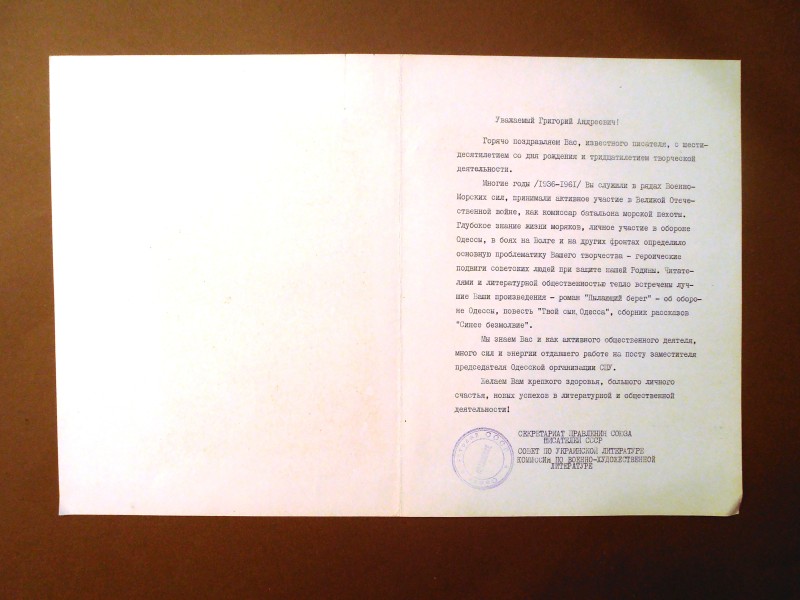 Уважаемый Григорий Андреевич!
Горячо поздравляем Вас, известного писателя, с шести-
десятилетием со дня рождения и тридцатилетием творческой
деятельности.
Многие годы /1936-1961/ Вы служили в рядах Военно-
Морских сил, принимали активное участие в Великой Отече-
ственной войне, как комиссар батальона морской пехоты.
Глубокое знание жизни моряков, личное участие в обороне
Одессы, в боях на Волге и на других фронтах определило
основную проблематику Вашего творчества - героические
подвиги советских людей при защите нашей Родины. Читате-
лями и литературной общественностью тепло встречены луч-
шие Ваши произведения - роман "Пылающий берег" - об оборо-
не Одессы, повесть "Твой сын, Одесса", сборник рассказов
"Синее безмолвие".
Мы знаем Вас и как активного общественного деятеля,
много сил и энергии отдавшего работе на посту заместителя
председателя Одесской организации СПУ.
Желаем Вам крепкого здоровья, большого личного
счастья, новых успехов в литературной и общественной
деятельности!
СЕКРЕТАРИАТ ПРАВЛЕНИЯ СОЮЗА
ПИСАТЕЛЕЙ СССР
СОВЕТ ПО УКРАИНСКОЙ ЛИТЕРАТУРЕ
КОМИССИЯ ПО ВОЕННО-ХУДОЖЕСТВЕННОЙ
ЛИТЕРАТУРЕ